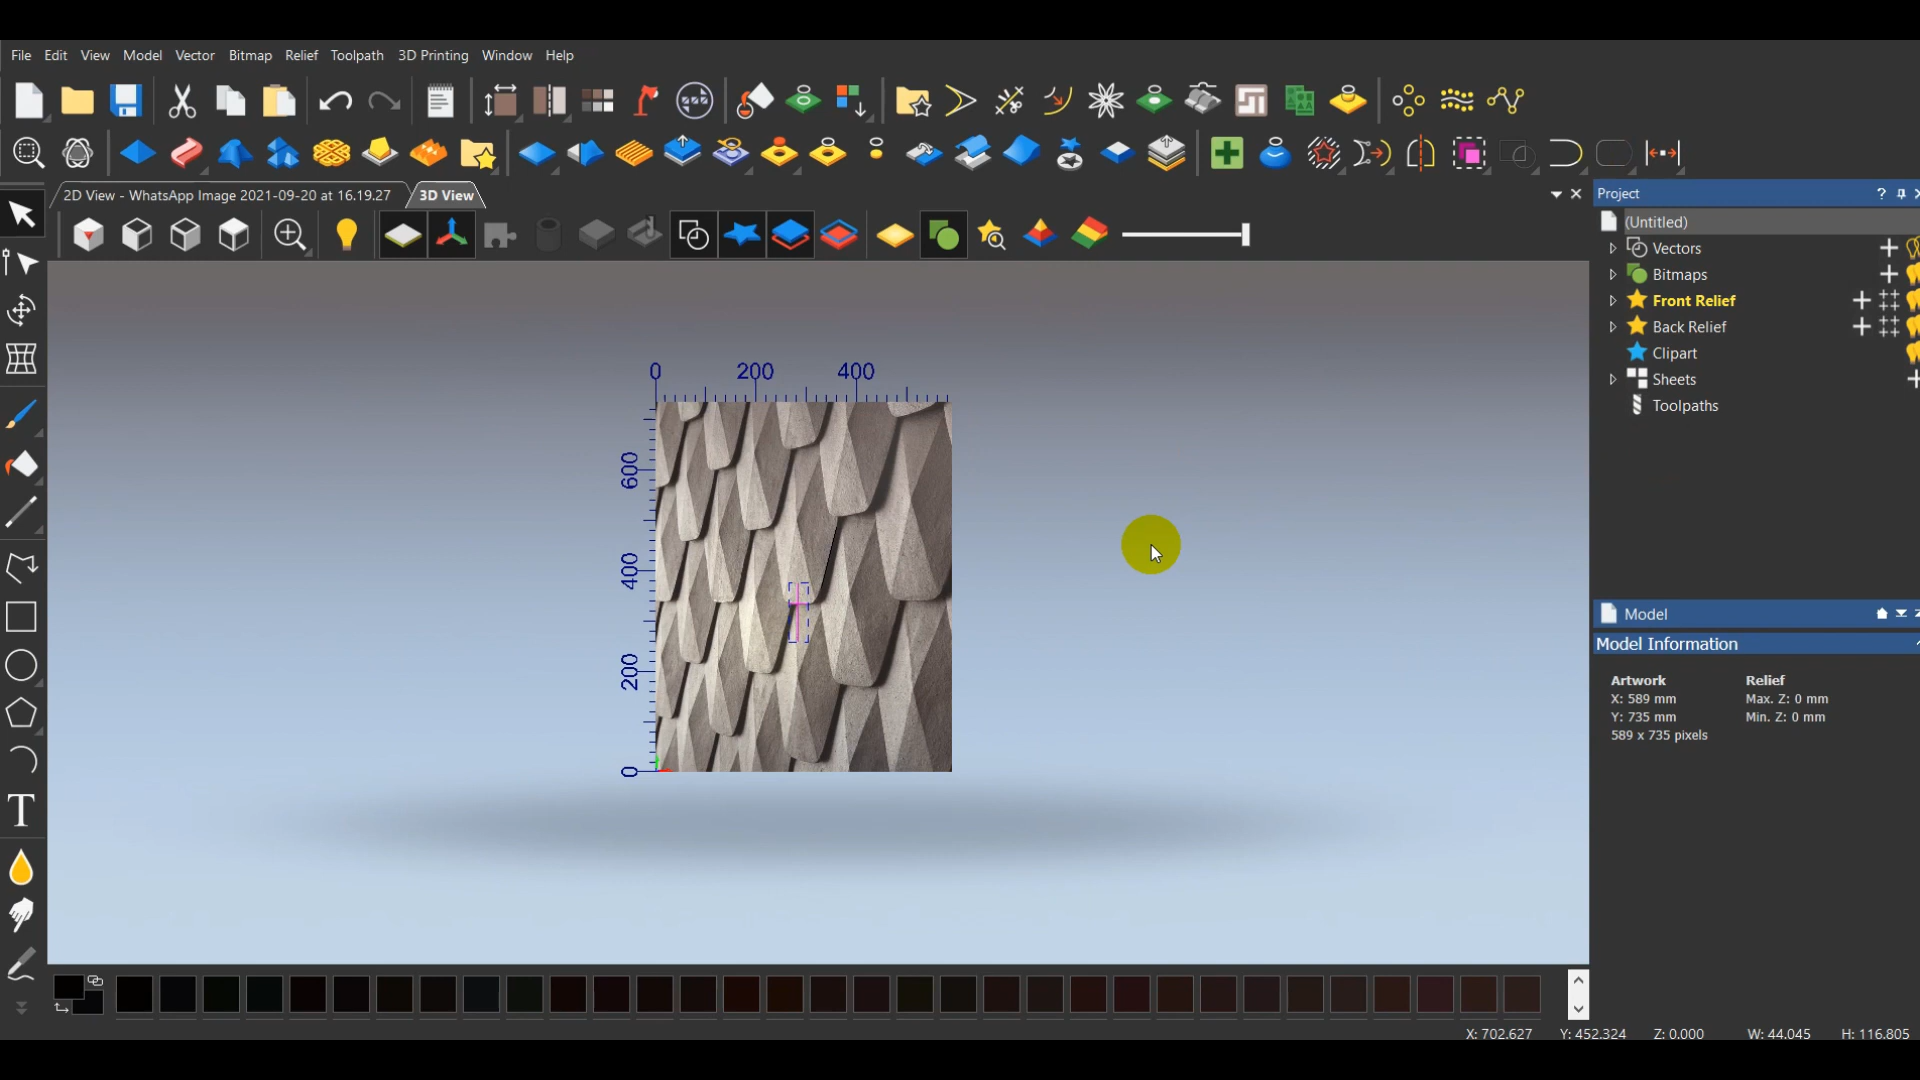 File Edit View Model Vector Bitmap Relief Toolpath 3D Printing Window Help
2D View - WhatsApp Image 2021-09-20 at 16.19.27
3D View
Project
(Untitled)
Vectors
Bitmaps
Front Relief
Back Relief
Clipart
Sheets
Toolpaths
0 200 400
600
400
200
0
T
Model
Model Information
Artwork
X: 589 mm
Y: 735 mm
589 x 735 pixels
Relief
Max. Z: 0 mm
Min. Z: 0 mm
X: 702.627 Y: 452.324 Z: 0.000 W: 44.045 H: 116.805